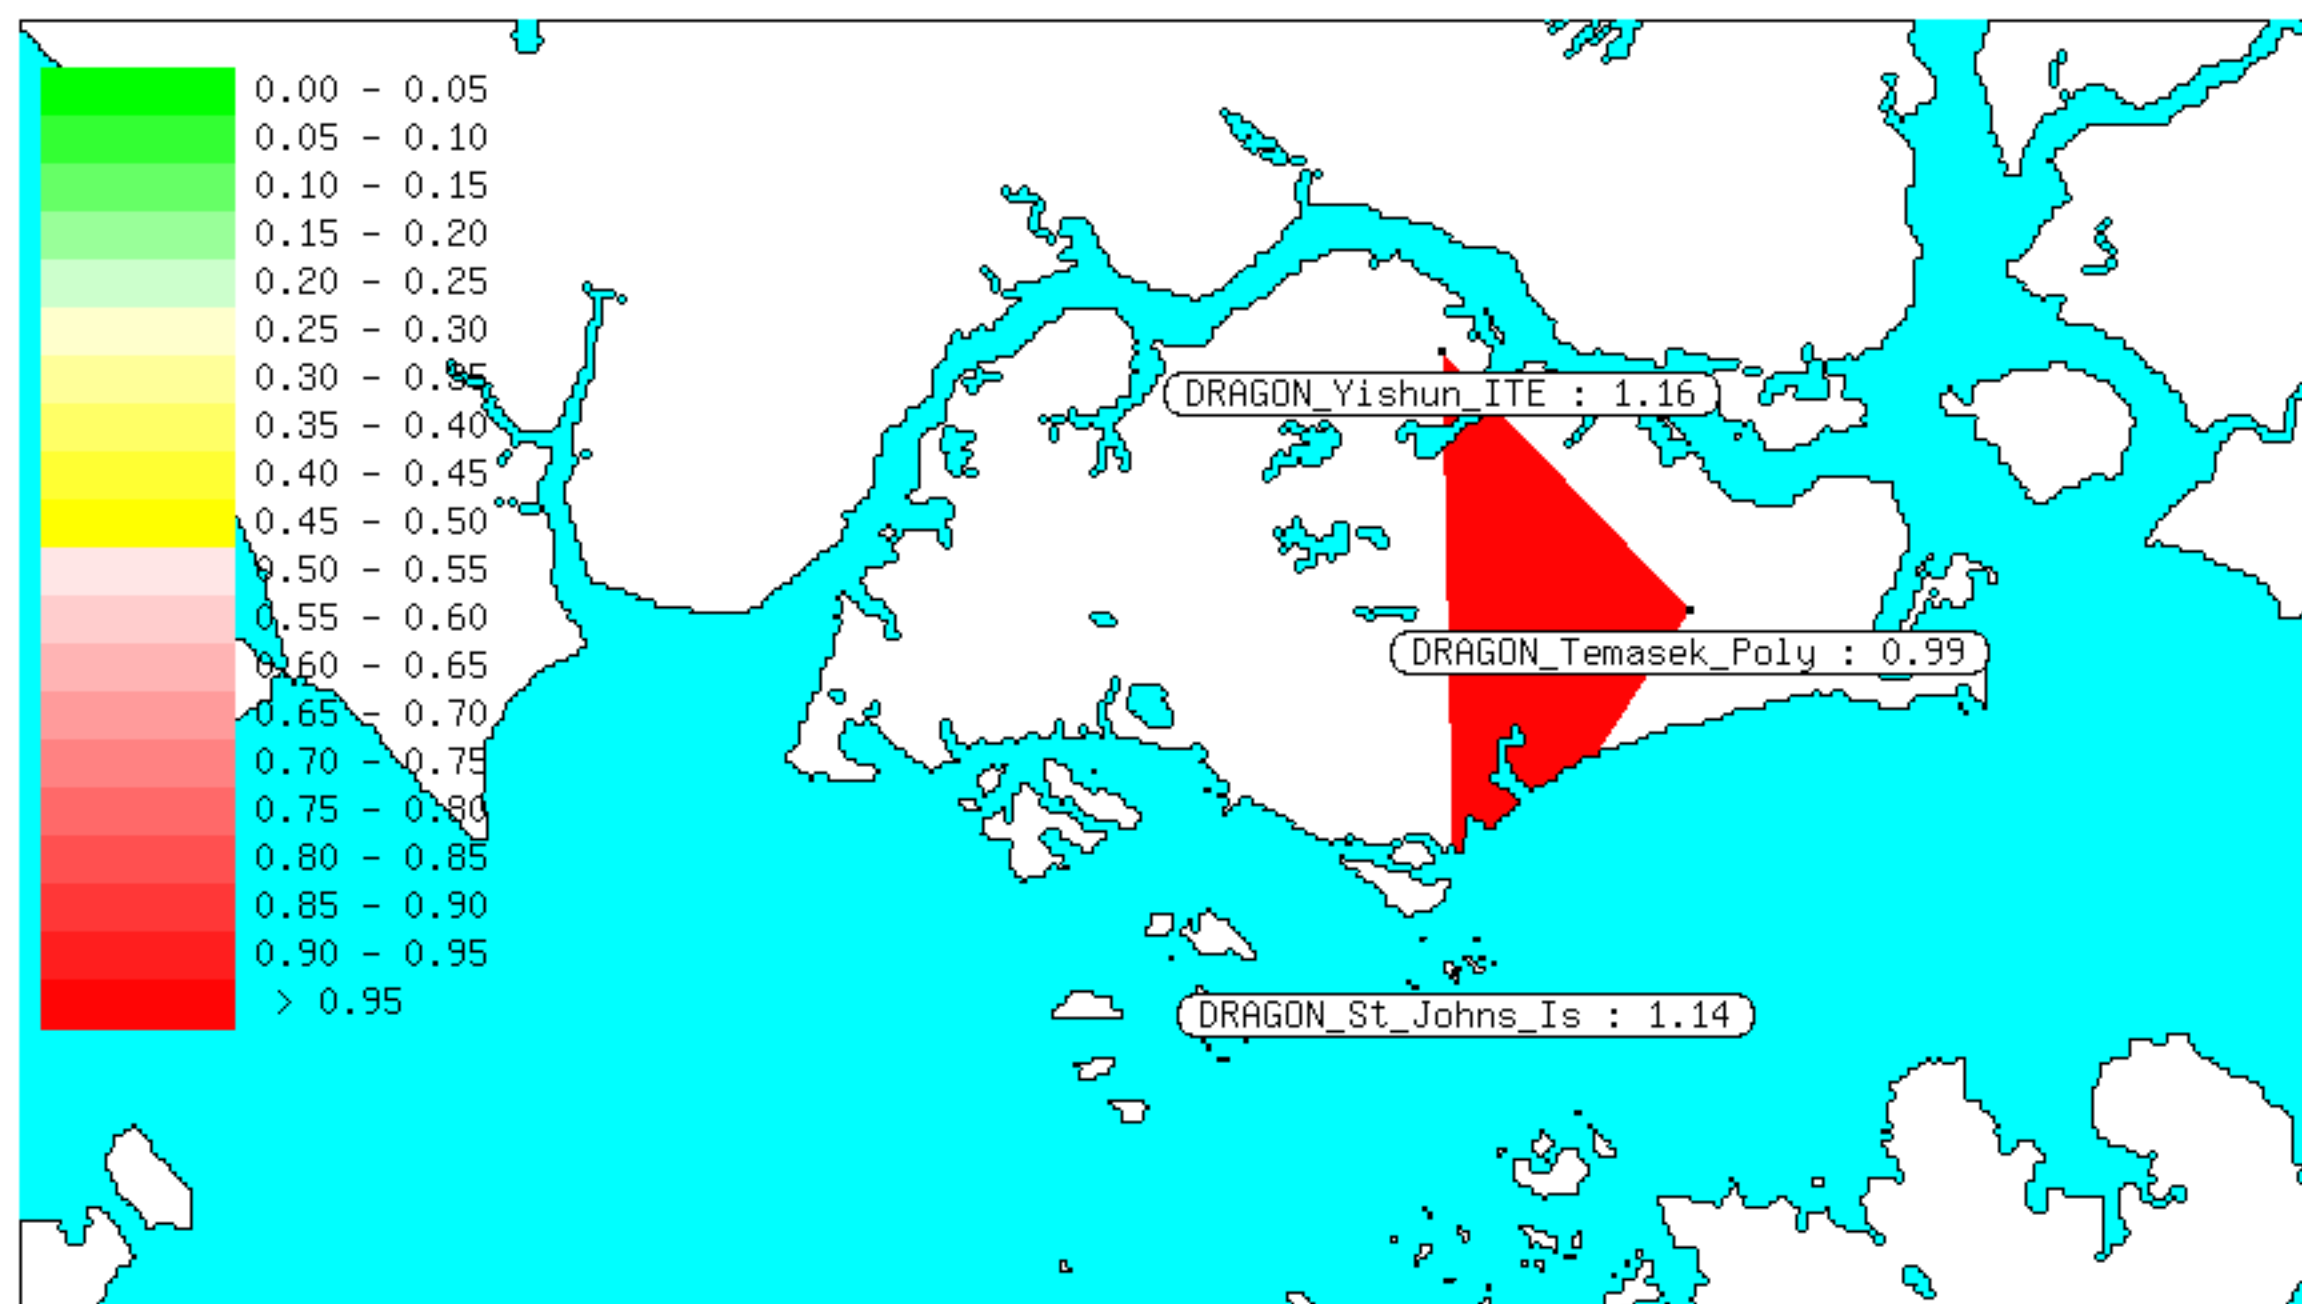 0.00 - 0.05
0.05 - 0.10
0.10 - 0.15
0.15 - 0.20
0.20 - 0.25
0.25 - 0.30
0.30 - 0.35
0.35 - 0.40
0.40 - 0.45
0.45 - 0.50
0.50 - 0.55
0.55 - 0.60
0.60 - 0.65
0.65 - 0.70
0.70 - 0.75
0.75 - 0.80
0.80 - 0.85
0.85 - 0.90
0.90 - 0.95
> 0.95
DRAGON_Yishun_ITE : 1.16
DRAGON_Temasek_Poly : 0.99
DRAGON_St_Johns_Is : 1.14